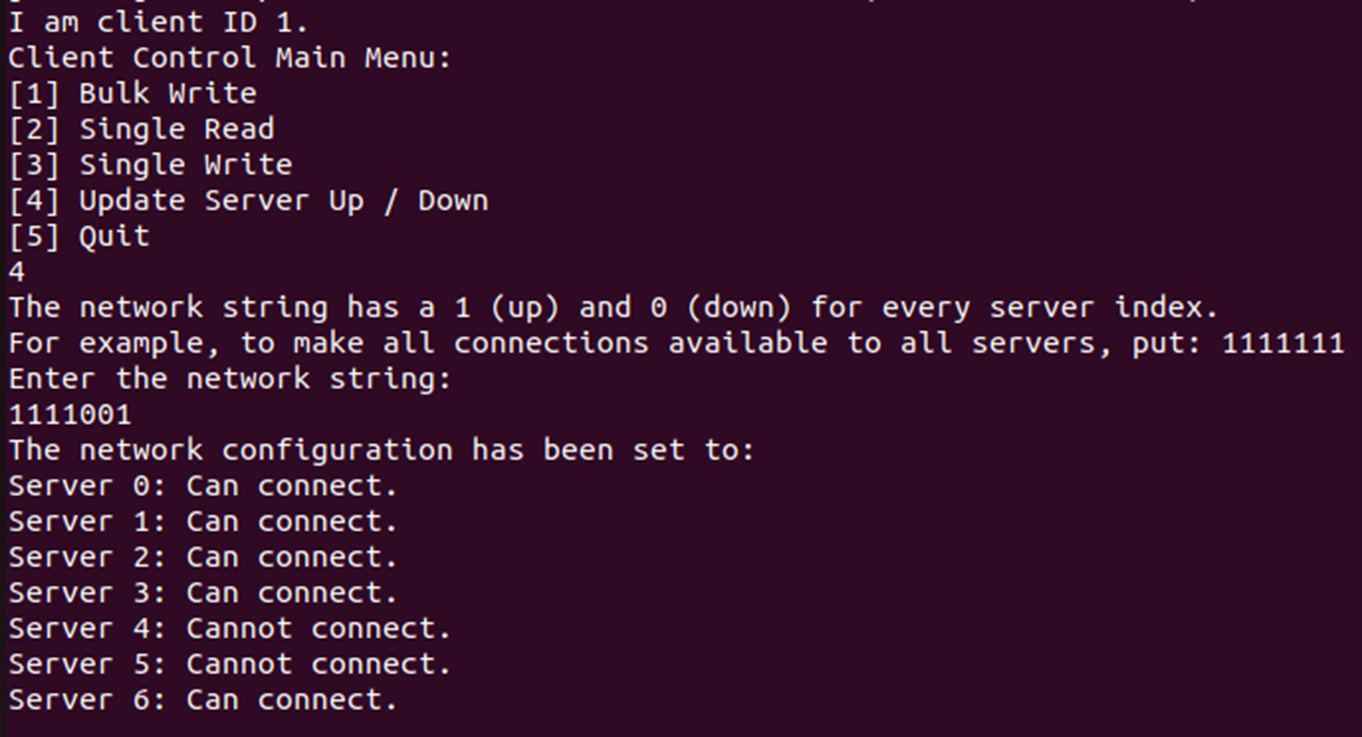 I am client ID 1.
Client Control Main Menu:
[1] Bulk Write
[2] Single Read
[3] Single Write
[4] Update Server Up / Down
[5] Quit
4
The network string has a 1 (up) and 0 (down) for every server index.
For example, to make all connections available to all servers, put: 1111111
Enter the network string:
1111001
The network configuration has been set to:
Server 0: Can connect.
Server 1: Can connect.
Server 2: Can connect.
Server 3: Can connect.
Server 4: Cannot connect.
Server 5: Cannot connect.
Server 6: Can connect.